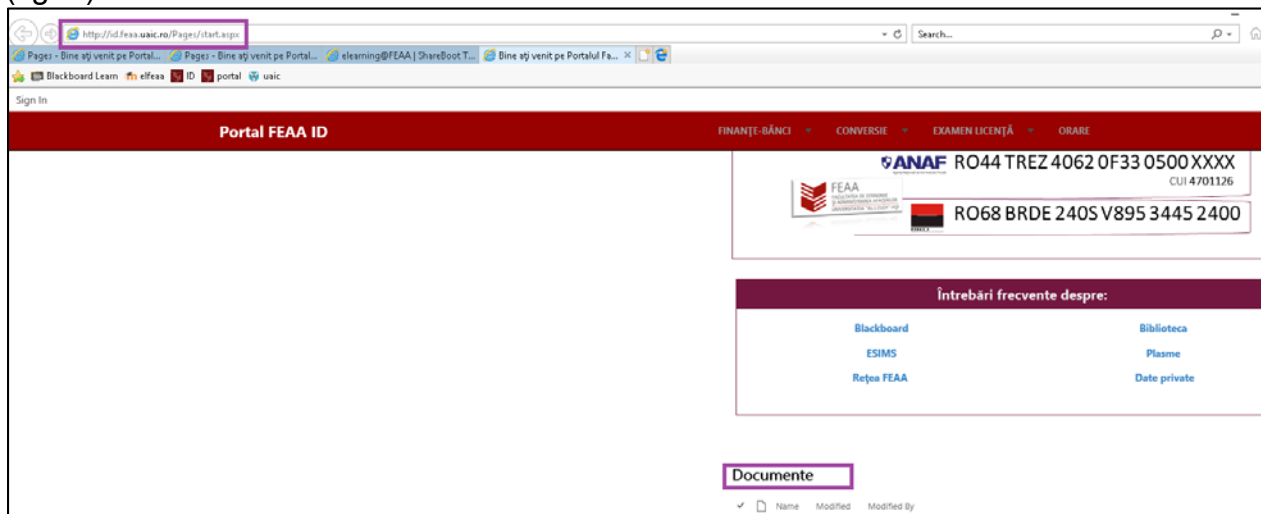 http://id.feaa.uaic.ro/Pages/start.aspx
Search...
Pages - Bine ați venit pe Portal...
Pages - Bine ați venit pe Portal...
elearning@FEAA | ShareBoot T...
Bine ați venit pe Portalul Fa...
Blackboard Learn elfeaa ID portal uaic
Sign In
Portal FEAA ID
FINANȚE-BĂNCI CONVERSIE EXAMEN LICENȚĂ ORARE
ANAF RO44 TREZ 4062 0F33 0500 XXXX
CUI 4701126
FEAA
RO68 BRDE 240S V895 3445 2400
Întrebări frecvente despre:
Blackboard Biblioteca
ESIMS Plasme
Rețea FEAA Date private
Documente
Name Modified Modified By